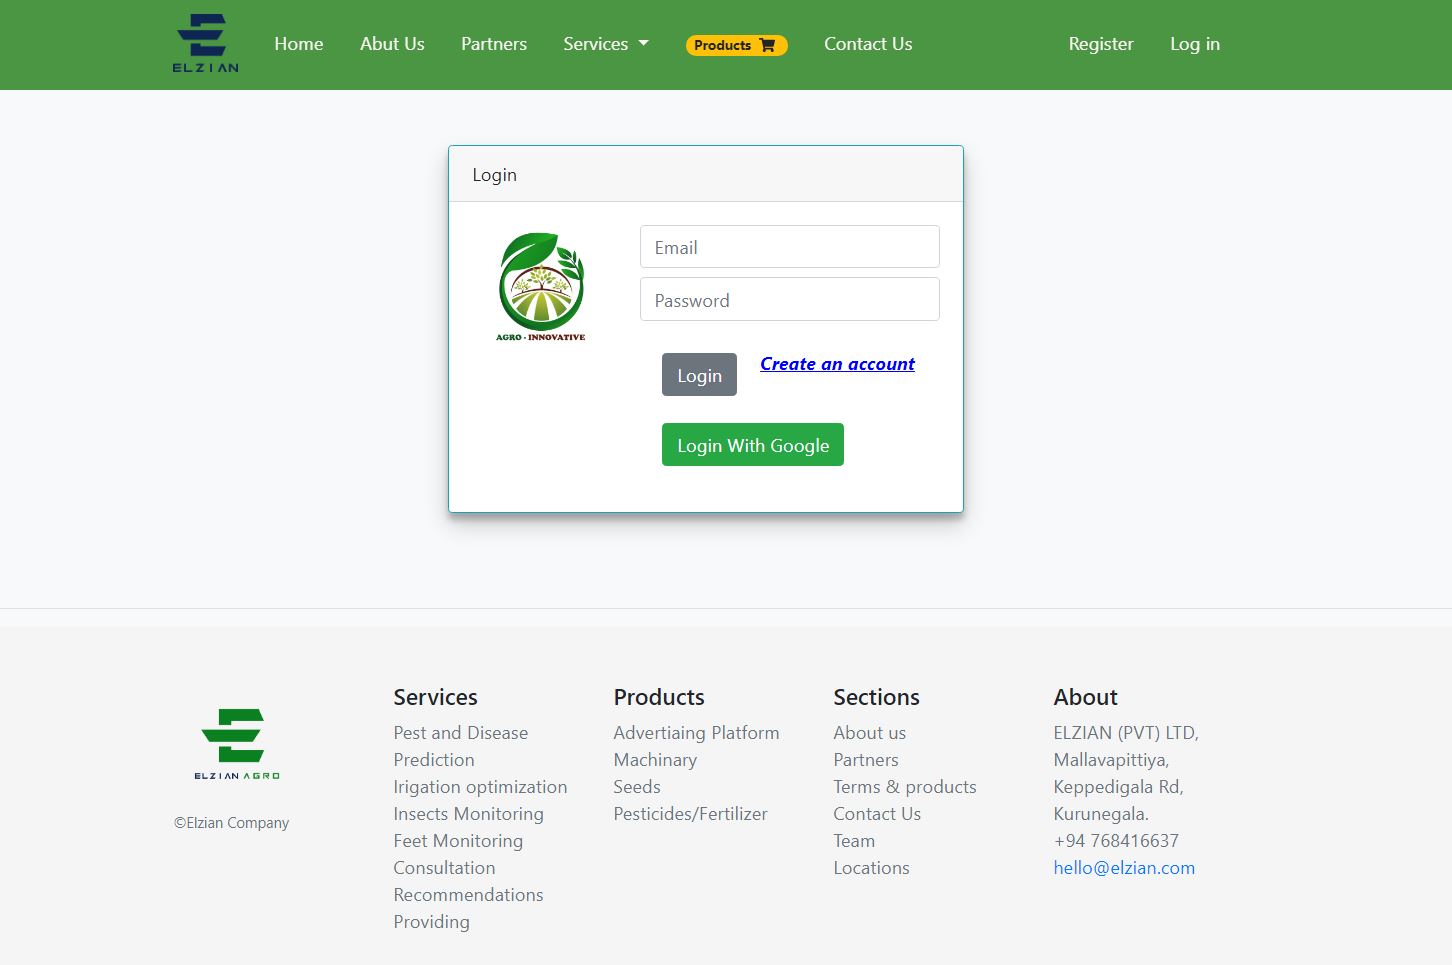 ELZIAN
Home
Abut Us
Partners
Services
Products
Contact Us
Register
Log in
Login
AGRO - INNOVATIVE
Email
Password
Login
Create an account
Login With Google
ELZIAN AGRO
©Elzian Company
Services
Pest and Disease
Prediction
Irigation optimization
Insects Monitoring
Feet Monitoring
Consultation
Recommendations
Providing
Products
Advertiaing Platform
Machinary
Seeds
Pesticides/Fertilizer
Sections
About us
Partners
Terms & products
Contact Us
Team
Locations
About
ELZIAN (PVT) LTD,
Mallavapittiya,
Keppedigala Rd,
Kurunegala.
+94 768416637
hello@elzian.com